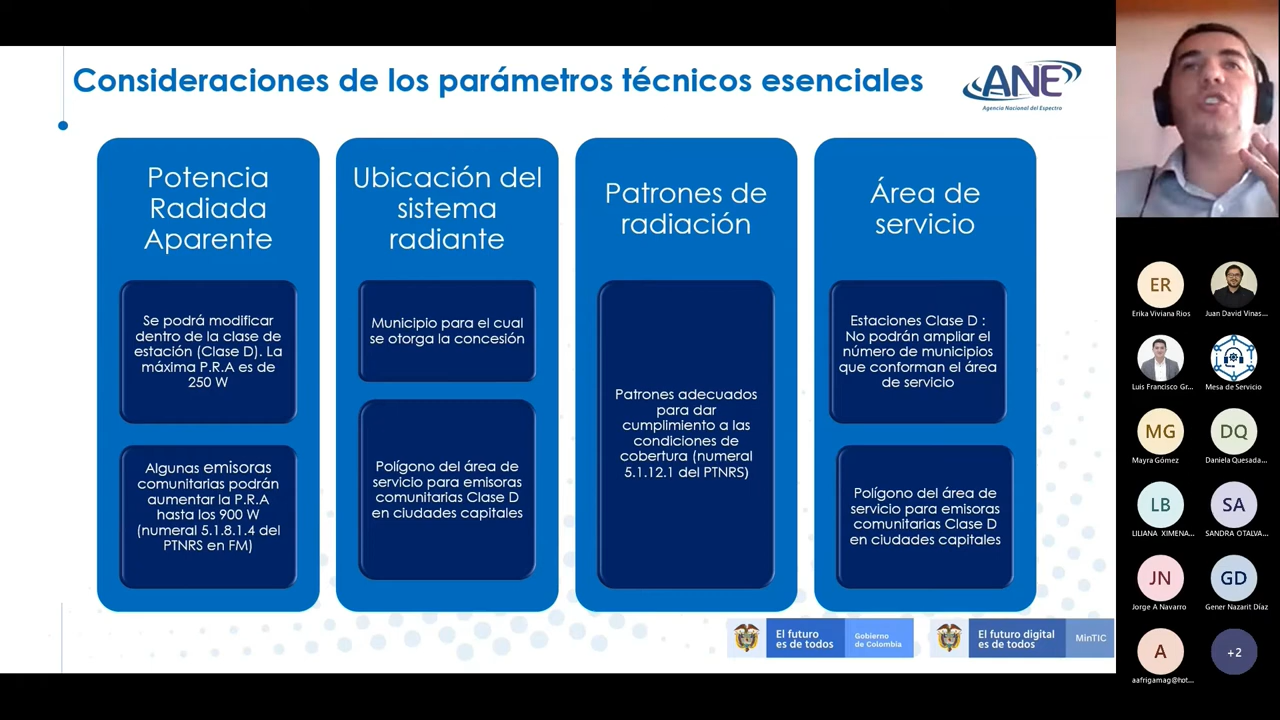 Consideraciones de los parámetros técnicos esenciales
ANE
Agencia Nacional del Espectro
Potencia
Radiada
Aparente
Se podrá modificar
dentro de la clase de
estación (Clase D). La
máxima P.R.A es de
250 W
Algunas emisoras
comunitarias podrán
aumentar la P.R.A
hasta los 900 W
(numeral 5.1.8.1.4 del
PTNRS en FM)
Ubicación del
sistema
radiante
Municipio para el cual
se otorga la concesión
Polígono del área de
servicio para emisoras
comunitarias Clase D
en ciudades capitales
Patrones de
radiación
Patrones adecuados
para dar
cumplimiento a las
condiciones de
cobertura (numeral
5.1.12.1 del PTNRS)
Área de
servicio
Estaciones Clase D :
No podrán ampliar el
número de municipios
que conforman el área
de servicio
Polígono del área de
servicio para emisoras
comunitarias Clase D
en ciudades capitales
El futuro
es de todos
Gobierno
de Colombia
El futuro digital
es de todos
MinTIC
ER
Erika Viviana Rios
Juan David Vinas...
Luis Francisco Gr...
Mesa de Servicio
MG
Mayra Gómez
DQ
Daniela Quesada...
LB
LILIANA XIMENA...
SA
SANDRA OTALVA...
JN
Jorge A Navarro
GD
Gener Nazarit Díaz
A
aafrigamag@hot...
+2